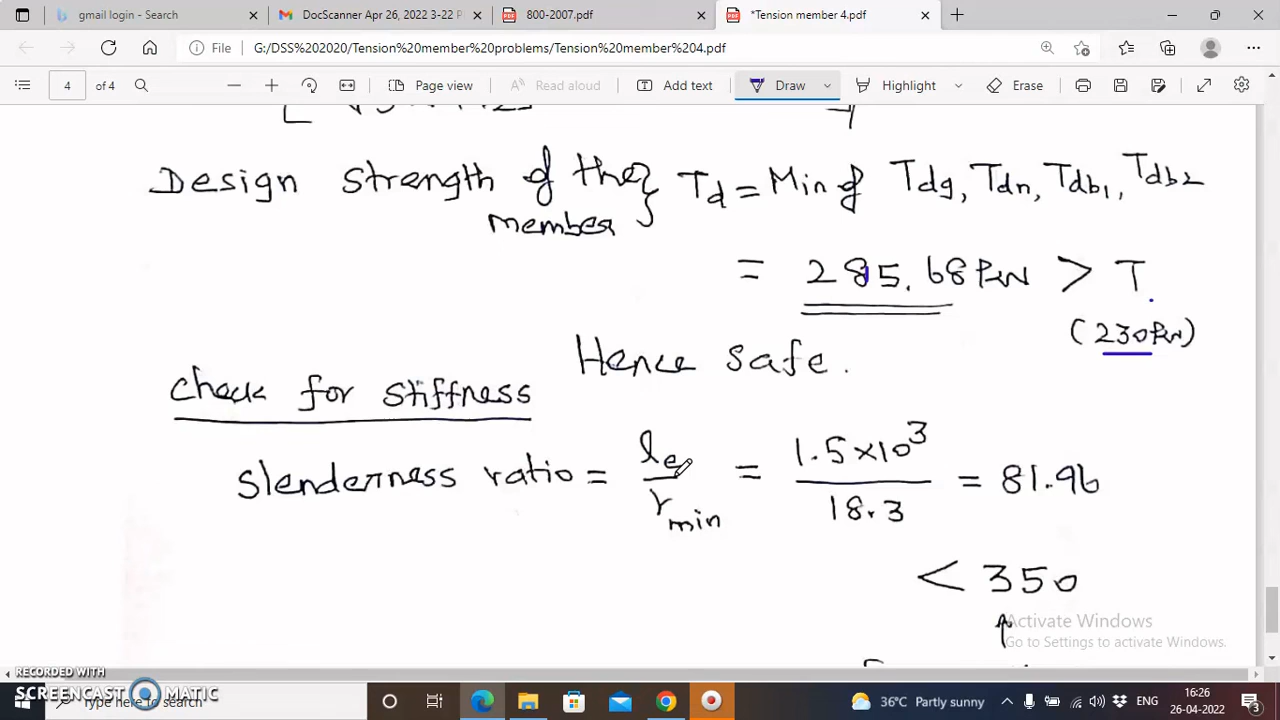 gmail login - Search
DocScanner Apr 26, 2022 3-22 P
800-2007.pdf
*Tension member 4.pdf
File G:/DSS%202020/Tension%20member%20problems/Tension%20member%204.pdf
4 of 4 Page view Read aloud Add text Draw Highlight Erase
Design strength of the } Td = Min of Tdg, Tdn, Tdb1, Tdb2
member
= 285.68 kN > T
(230kN)
Hence safe.
Check for stiffness
Slenderness ratio = le/rmin = 1.5×10³/18.3 = 81.96
< 350
↑
Activate Windows
Go to Settings to activate Windows.
RECORDED WITH
SCREENCAST MATIC
Type here to search
36°C Partly sunny
ENG
16:26
26-04-2022
3